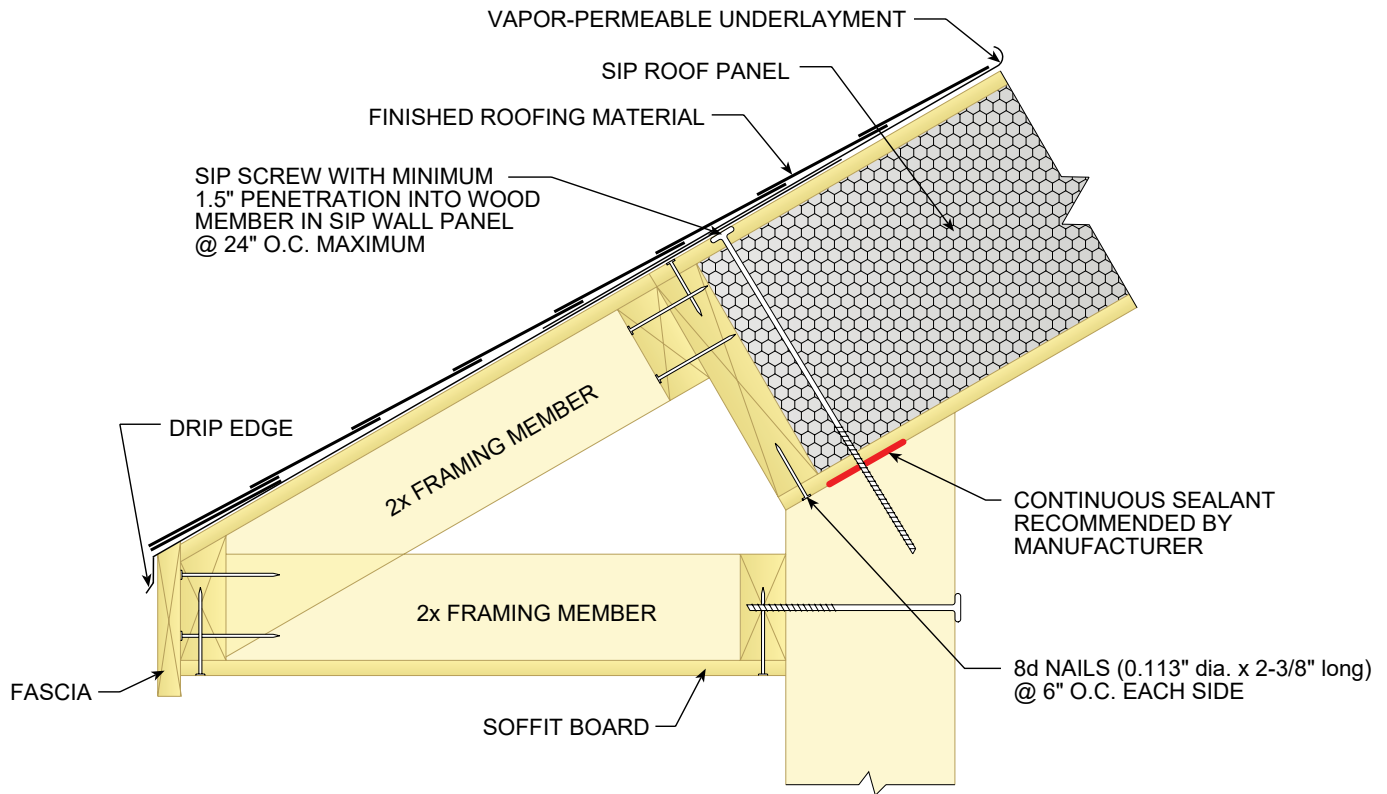 VAPOR-PERMEABLE UNDERLAYMENT
SIP ROOF PANEL
FINISHED ROOFING MATERIAL
SIP SCREW WITH MINIMUM
1.5" PENETRATION INTO WOOD
MEMBER IN SIP WALL PANEL
@ 24" O.C. MAXIMUM
DRIP EDGE
2x FRAMING MEMBER
CONTINUOUS SEALANT
RECOMMENDED BY
MANUFACTURER
2x FRAMING MEMBER
8d NAILS (0.113" dia. x 2-3/8" long)
@ 6" O.C. EACH SIDE
FASCIA
SOFFIT BOARD